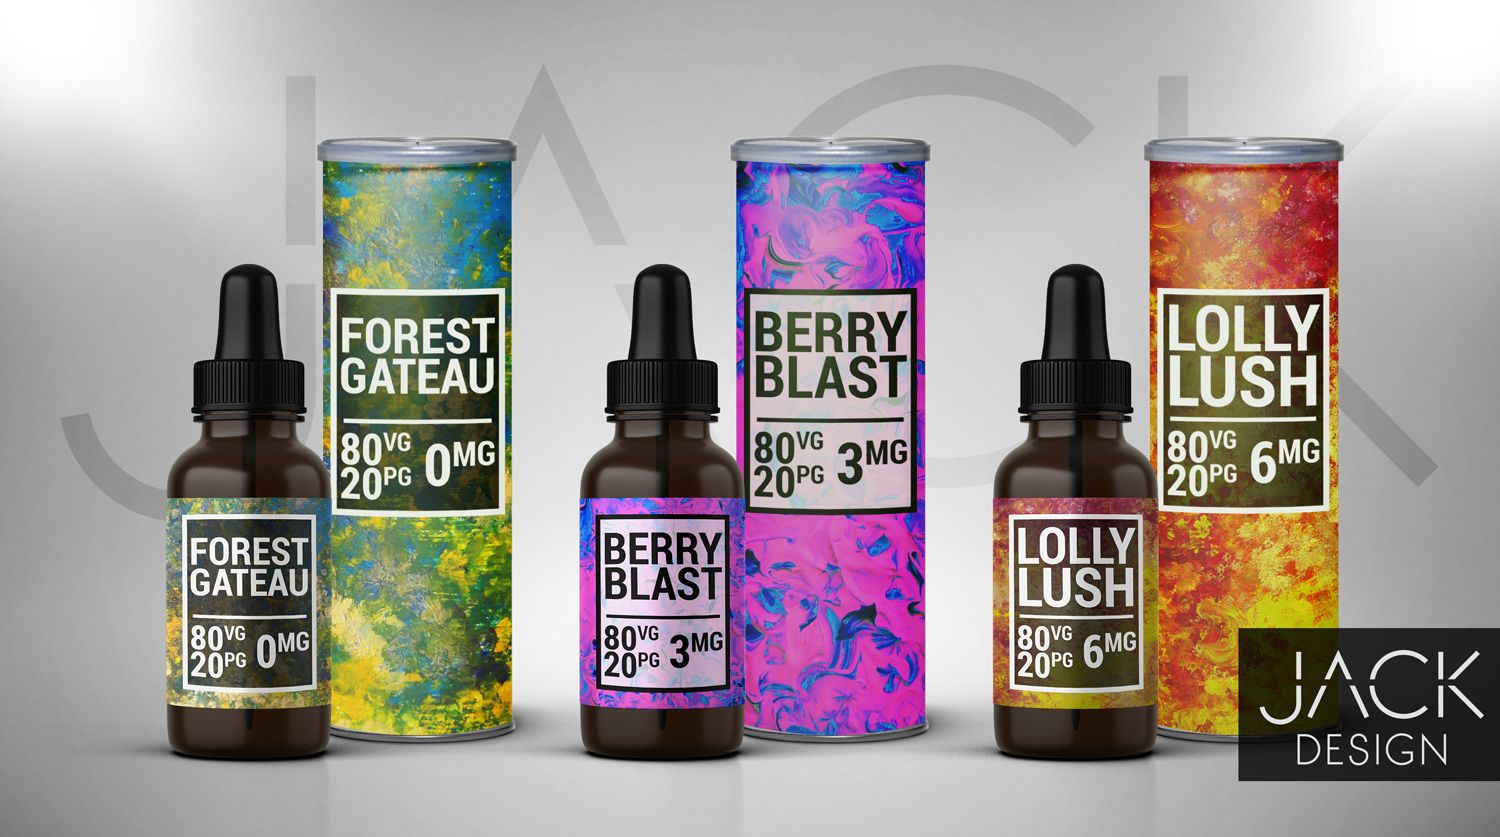 JACK
FOREST
GATEAU
80VG
20PG
0MG
BERRY
BLAST
80VG
20PG
3MG
LOLLY
LUSH
80VG
20PG
6MG
FOREST
GATEAU
80VG
20PG
0MG
BERRY
BLAST
80VG
20PG
3MG
LOLLY
LUSH
80VG
20PG
6MG
JACK
DESIGN